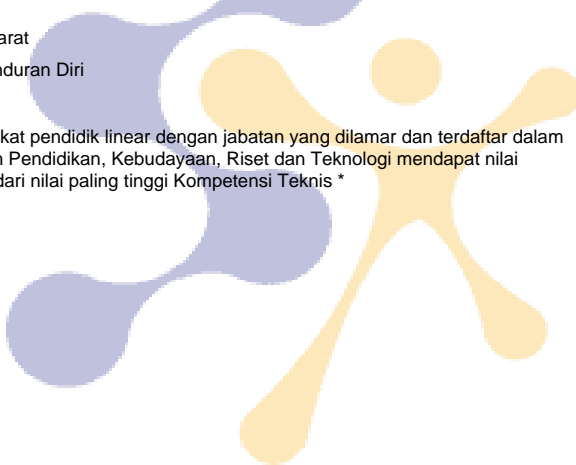 arat
nduran Diri
kat pendidik linear dengan jabatan yang dilamar dan terdaftar dalam
n Pendidikan, Kebudayaan, Riset dan Teknologi mendapat nilai
dari nilai paling tinggi Kompetensi Teknis *